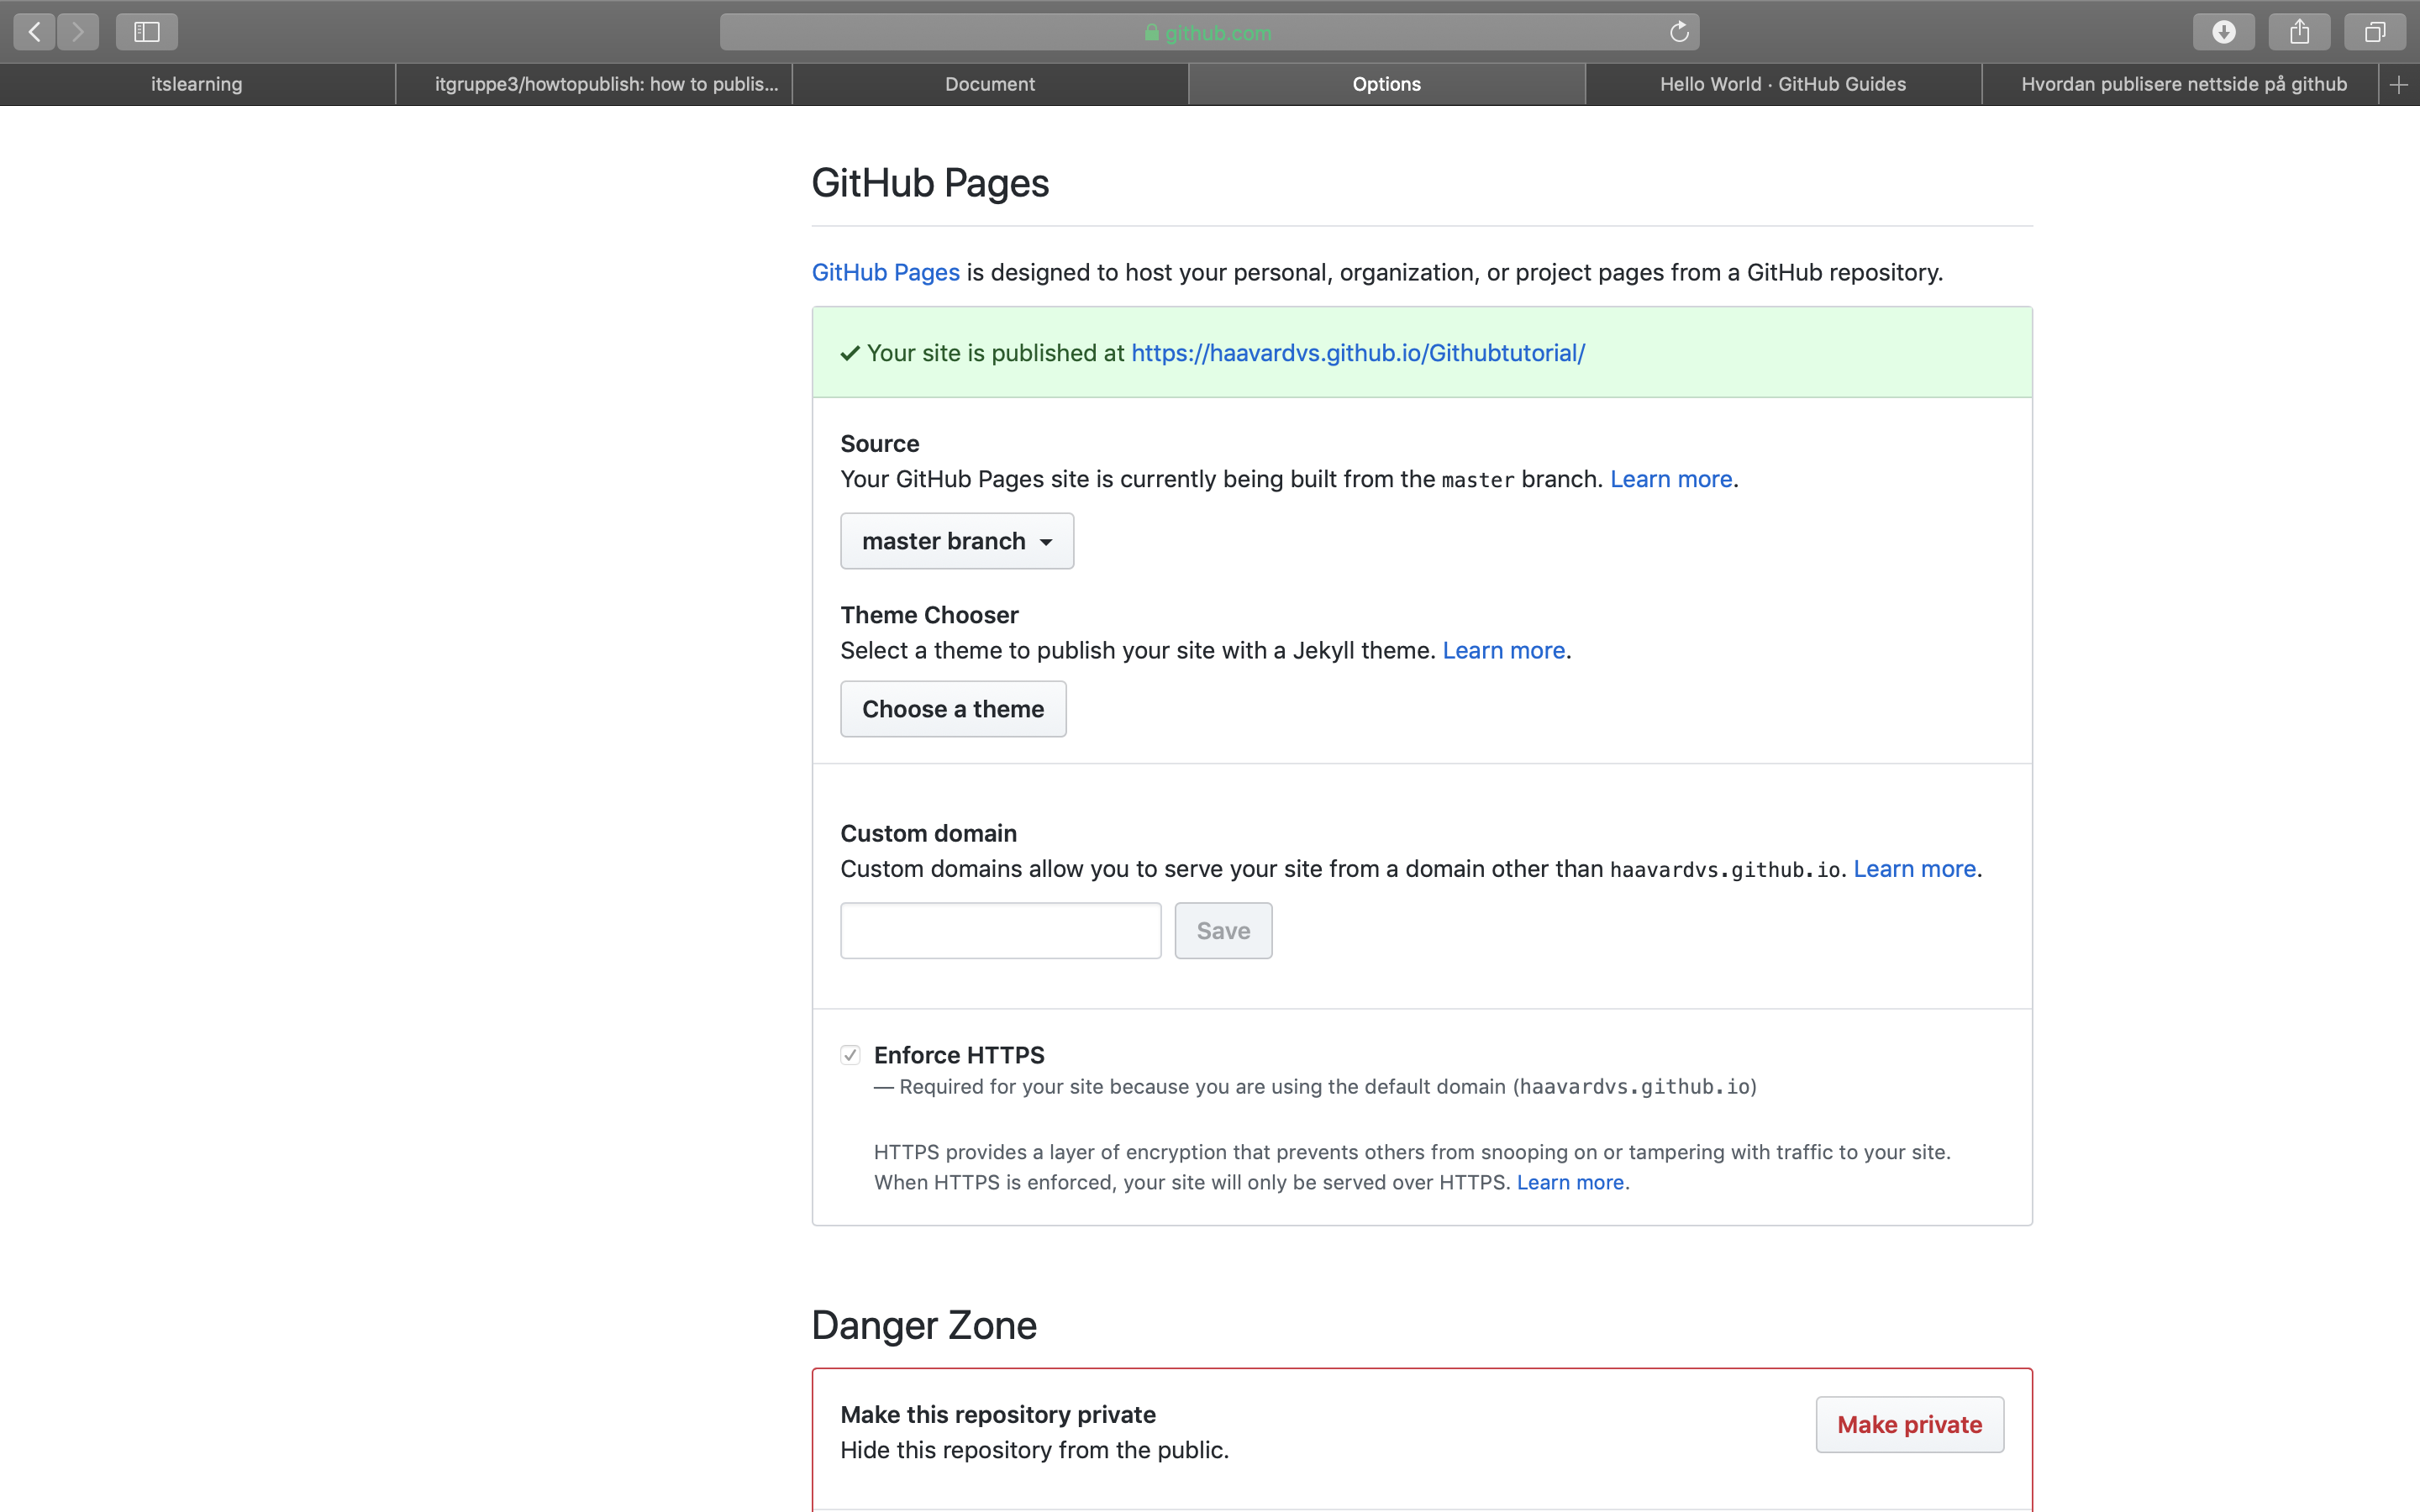 github.com
itslearning
itgruppe3/howtopublish: how to publis...
Document
Options
Hello World · GitHub Guides
Hvordan publisere nettside på github
GitHub Pages
GitHub Pages is designed to host your personal, organization, or project pages from a GitHub repository.
Your site is published at https://haavardvs.github.io/Githubtutorial/
Source
Your GitHub Pages site is currently being built from the master branch. Learn more.
master branch
Theme Chooser
Select a theme to publish your site with a Jekyll theme. Learn more.
Choose a theme
Custom domain
Custom domains allow you to serve your site from a domain other than haavardvs.github.io. Learn more.
Save
Enforce HTTPS
— Required for your site because you are using the default domain (haavardvs.github.io)
HTTPS provides a layer of encryption that prevents others from snooping on or tampering with traffic to your site.
When HTTPS is enforced, your site will only be served over HTTPS. Learn more.
Danger Zone
Make this repository private
Hide this repository from the public.
Make private